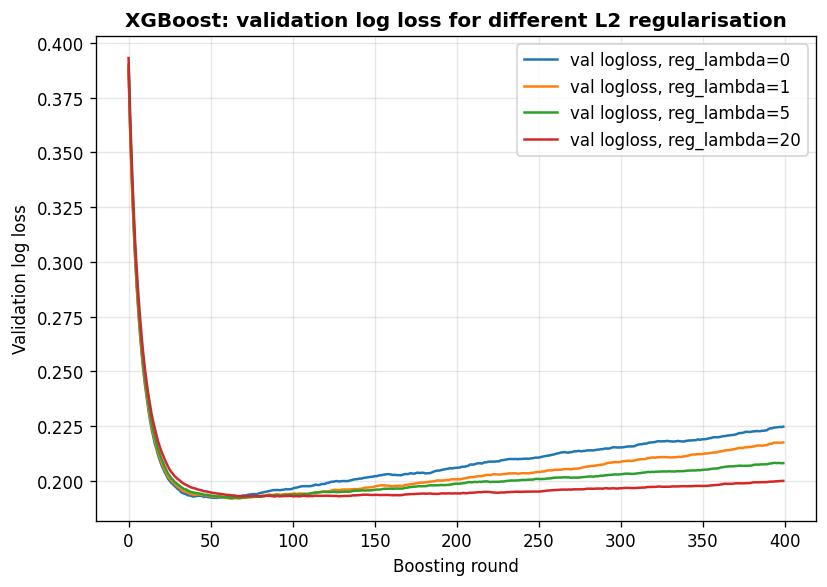 XGBoost: validation log loss for different L2 regularisation
val logloss, reg_lambda=0
val logloss, reg_lambda=1
val logloss, reg_lambda=5
val logloss, reg_lambda=20
Validation log loss
0.400
0.375
0.350
0.325
0.300
0.275
0.250
0.225
0.200
0 50 100 150 200 250 300 350 400
Boosting round